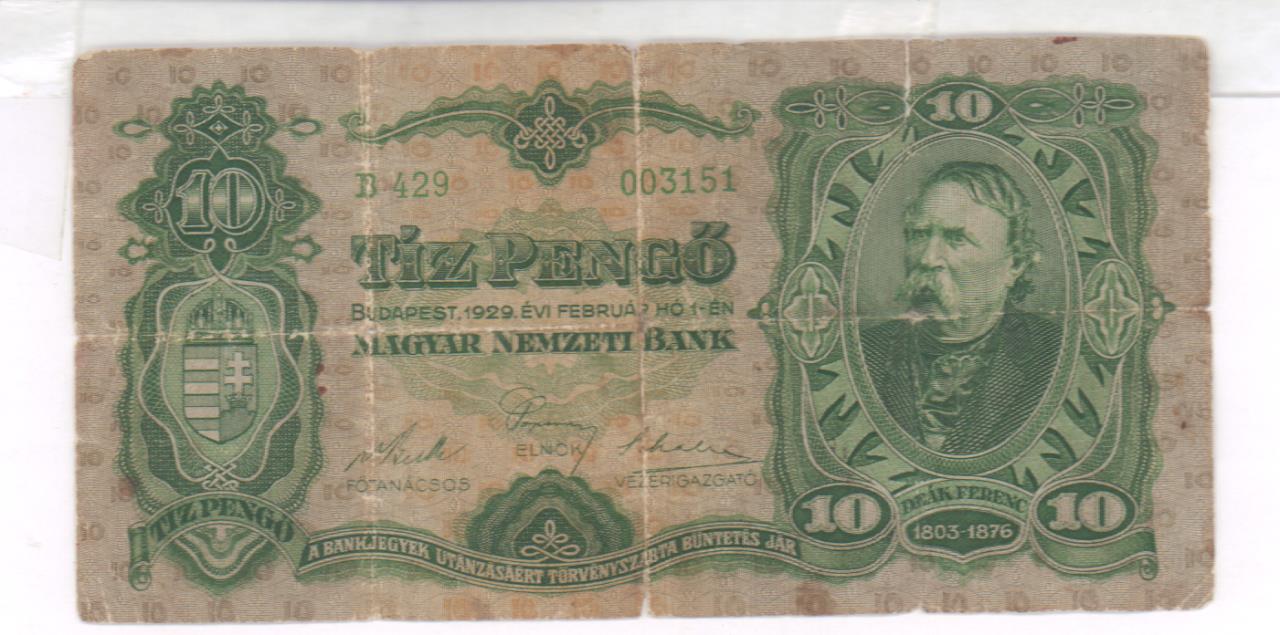 10
B 429 003151
TÍZ PENGŐ
BUDAPEST, 1929. ÉVI FEBRUÁR HÓ 1-ÉN
MAGYAR NEMZETI BANK
ELNÖK
FŐTANÁCSOS
VEZÉRIGAZGATÓ
TÍZ PENGŐ
A BANKJEGYEK UTÁNZÁSÁÉRT TÖRVÉNYSZABTA BÜNTETÉS JÁR
10
DEÁK FERENC
1803-1876
10
10